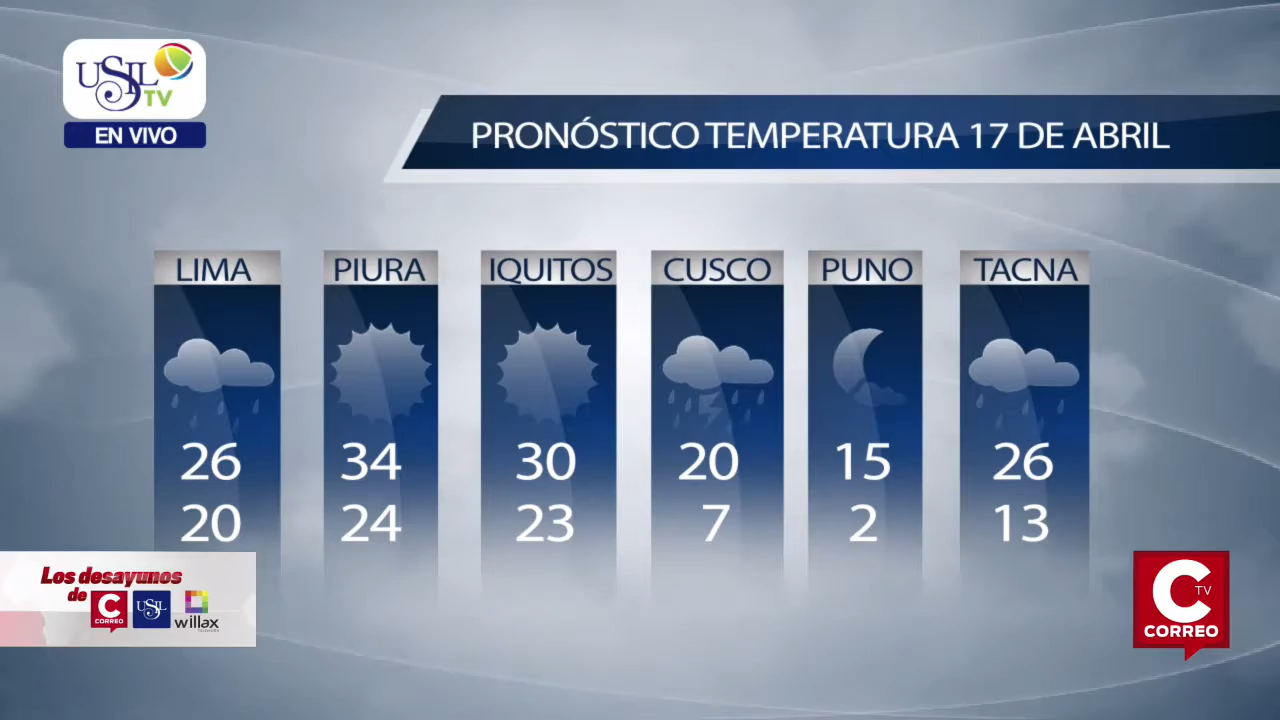 USIL
TV
EN VIVO
PRONÓSTICO TEMPERATURA 17 DE ABRIL
LIMA
26
20
PIURA
34
24
IQUITOS
30
23
CUSCO
20
7
PUNO
15
2
TACNA
26
13
Los desayunos
de
C
CORREO
USIL
willax
C TV
CORREO